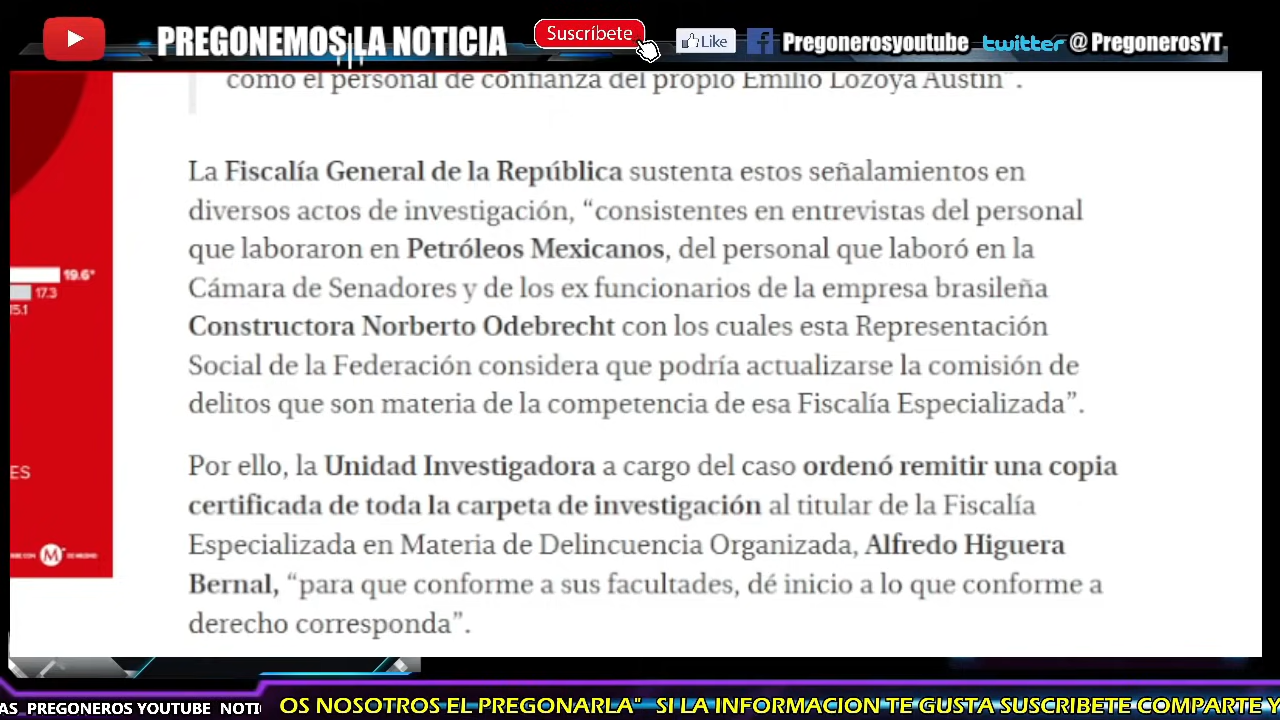 PREGONEMOS LA NOTICIA
Suscríbete
Like
Pregonerosyoutube
twitter @PregonerosYT
como el personal de confianza del propio Emilio Lozoya Austin".
La Fiscalía General de la República sustenta estos señalamientos en
diversos actos de investigación, “consistentes en entrevistas del personal
que laboraron en Petróleos Mexicanos, del personal que laboró en la
Cámara de Senadores y de los ex funcionarios de la empresa brasileña
Constructora Norberto Odebrecht con los cuales esta Representación
Social de la Federación considera que podría actualizarse la comisión de
delitos que son materia de la competencia de esa Fiscalía Especializada”.
Por ello, la Unidad Investigadora a cargo del caso ordenó remitir una copia
certificada de toda la carpeta de investigación al titular de la Fiscalía
Especializada en Materia de Delincuencia Organizada, Alfredo Higuera
Bernal, “para que conforme a sus facultades, dé inicio a lo que conforme a
derecho corresponda”.
19.6*
17.3
15.1
ES
M
AS_PREGONEROS YOUTUBE NOTI
OS NOSOTROS EL PREGONARLA" SI LA INFORMACION TE GUSTA SUSCRIBETE COMPARTE Y